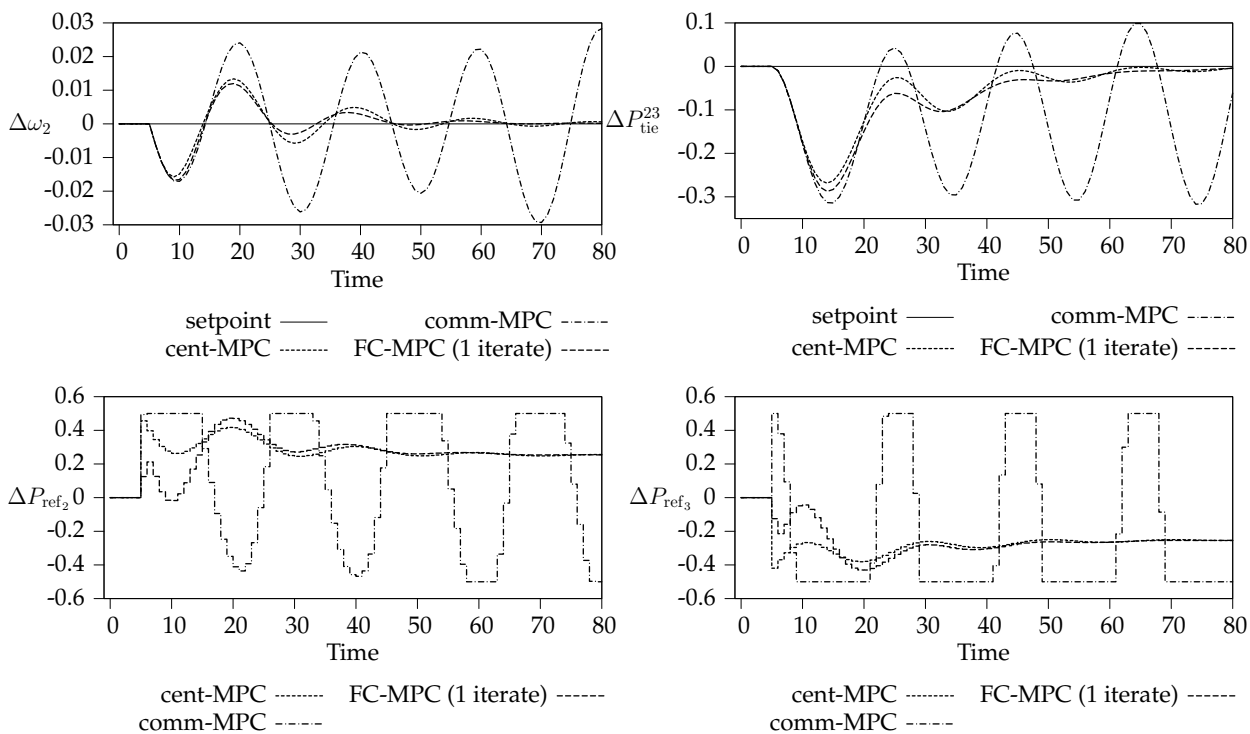 0.03
0.02
0.01
Δω₂ 0
-0.01
-0.02
-0.03
0 10 20 30 40 50 60 70 80
Time
setpoint comm-MPC
cent-MPC FC-MPC (1 iterate)
0.1
0
ΔP²³tie -0.1
-0.2
-0.3
0 10 20 30 40 50 60 70 80
Time
setpoint comm-MPC
cent-MPC FC-MPC (1 iterate)
0.6
0.4
0.2
ΔPref₂ 0
-0.2
-0.4
-0.6
0 10 20 30 40 50 60 70 80
Time
cent-MPC FC-MPC (1 iterate)
comm-MPC
0.6
0.4
0.2
ΔPref₃ 0
-0.2
-0.4
-0.6
0 10 20 30 40 50 60 70 80
Time
cent-MPC FC-MPC (1 iterate)
comm-MPC